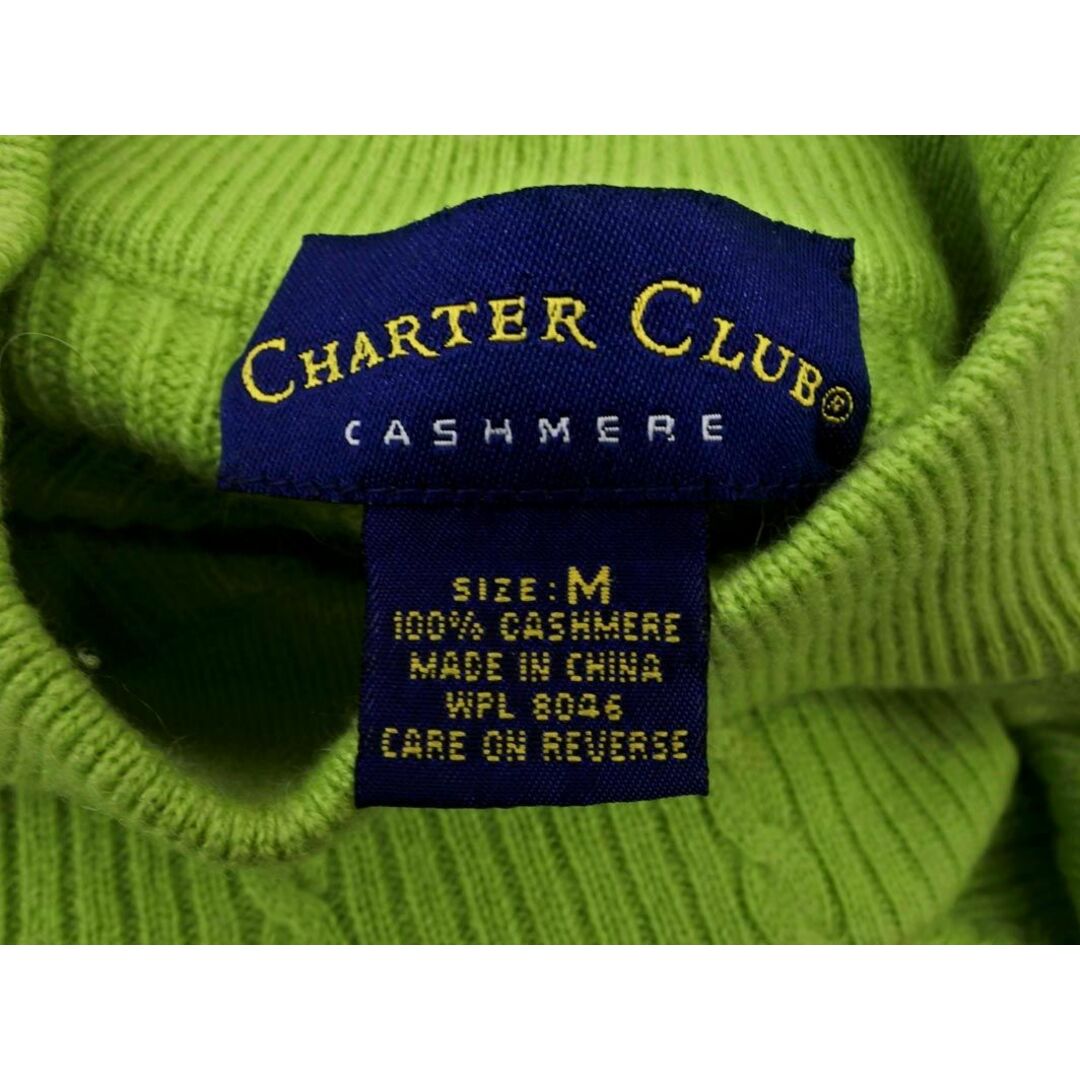 CHARTER CLUB®
CASHMERE
SIZE: M
100% CASHMERE
MADE IN CHINA
WPL 8046
CARE ON REVERSE